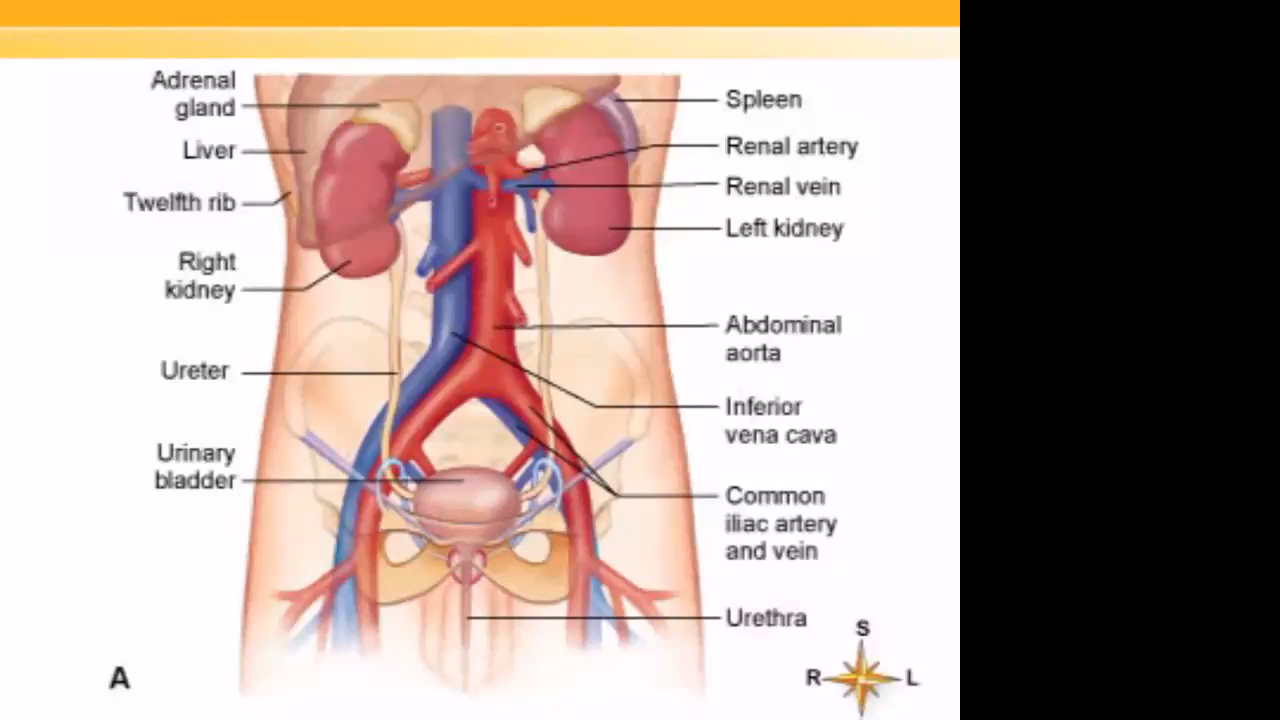 Adrenal
gland
Liver
Twelfth rib
Right
kidney
Ureter
Urinary
bladder
Spleen
Renal artery
Renal vein
Left kidney
Abdominal
aorta
Inferior
vena cava
Common
iliac artery
and vein
Urethra
S
R L
A